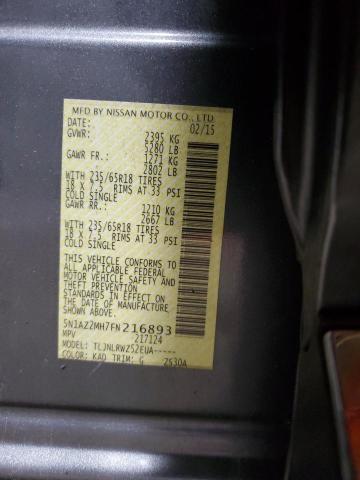 MFD BY NISSAN MOTOR CO., LTD
DATE: 02/15
GVWR: 2395 KG
5280 LB
GAWR FR: 1271 KG
2802 LB
WITH 235/65R18 TIRES
18 X 7.5 RIMS AT 33 PSI
COLD SINGLE
GAWR RR: 1210 KG
2667 LB
WITH 235/65R18 TIRES
18 X 7.5 RIMS AT 33 PSI
COLD SINGLE
THIS VEHICLE CONFORMS TO
ALL APPLICABLE FEDERAL
MOTOR VEHICLE SAFETY AND
THEFT PREVENTION
STANDARDS IN EFFECT ON
THE DATE OF MANUFACTURE
SHOWN ABOVE.
5N1AZ2MH7FN216893
MPV 217124
MODEL: TLJNLRWZ52EUA-----
COLOR: KAD TRIM: G Z630A